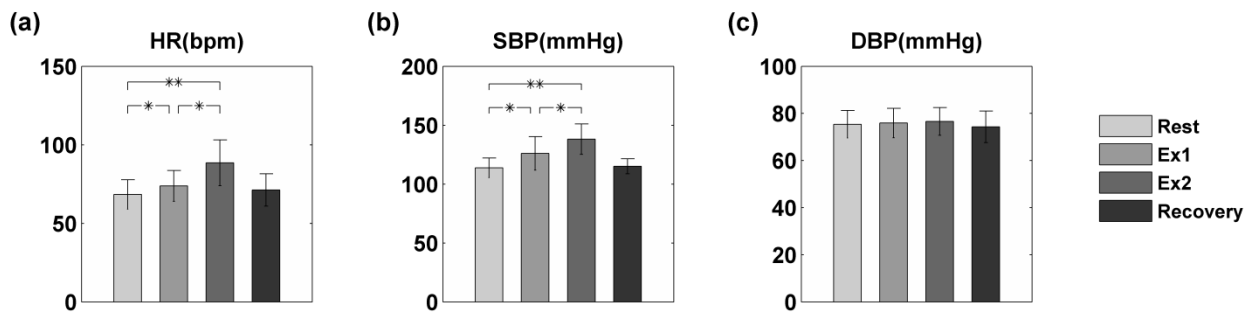 (a) HR(bpm)
150
100
50
0
** 
* *
(b) SBP(mmHg)
200
150
100
50
0
**
* *
(c) DBP(mmHg)
100
80
60
40
20
0
Rest
Ex1
Ex2
Recovery